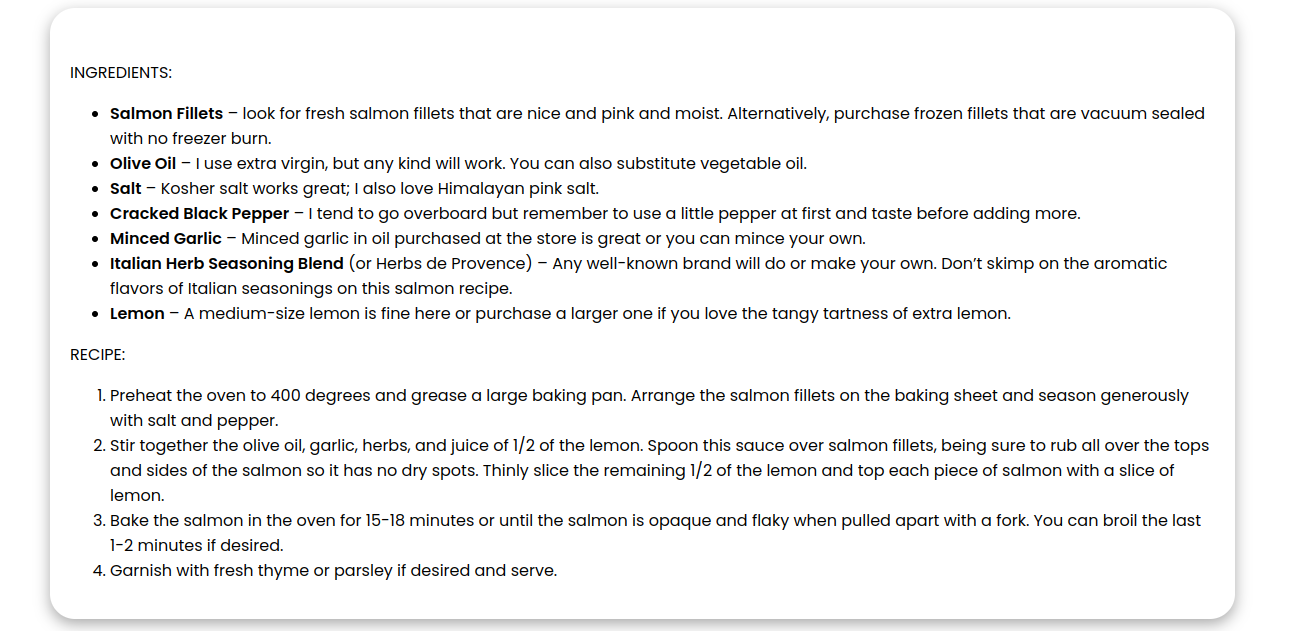 INGREDIENTS:
• Salmon Fillets – look for fresh salmon fillets that are nice and pink and moist. Alternatively, purchase frozen fillets that are vacuum sealed
with no freezer burn.
• Olive Oil – I use extra virgin, but any kind will work. You can also substitute vegetable oil.
• Salt – Kosher salt works great; I also love Himalayan pink salt.
• Cracked Black Pepper – I tend to go overboard but remember to use a little pepper at first and taste before adding more.
• Minced Garlic – Minced garlic in oil purchased at the store is great or you can mince your own.
• Italian Herb Seasoning Blend (or Herbs de Provence) – Any well-known brand will do or make your own. Don’t skimp on the aromatic
flavors of Italian seasonings on this salmon recipe.
• Lemon – A medium-size lemon is fine here or purchase a larger one if you love the tangy tartness of extra lemon.
RECIPE:
1. Preheat the oven to 400 degrees and grease a large baking pan. Arrange the salmon fillets on the baking sheet and season generously
with salt and pepper.
2. Stir together the olive oil, garlic, herbs, and juice of 1/2 of the lemon. Spoon this sauce over salmon fillets, being sure to rub all over the tops
and sides of the salmon so it has no dry spots. Thinly slice the remaining 1/2 of the lemon and top each piece of salmon with a slice of
lemon.
3. Bake the salmon in the oven for 15-18 minutes or until the salmon is opaque and flaky when pulled apart with a fork. You can broil the last
1-2 minutes if desired.
4. Garnish with fresh thyme or parsley if desired and serve.